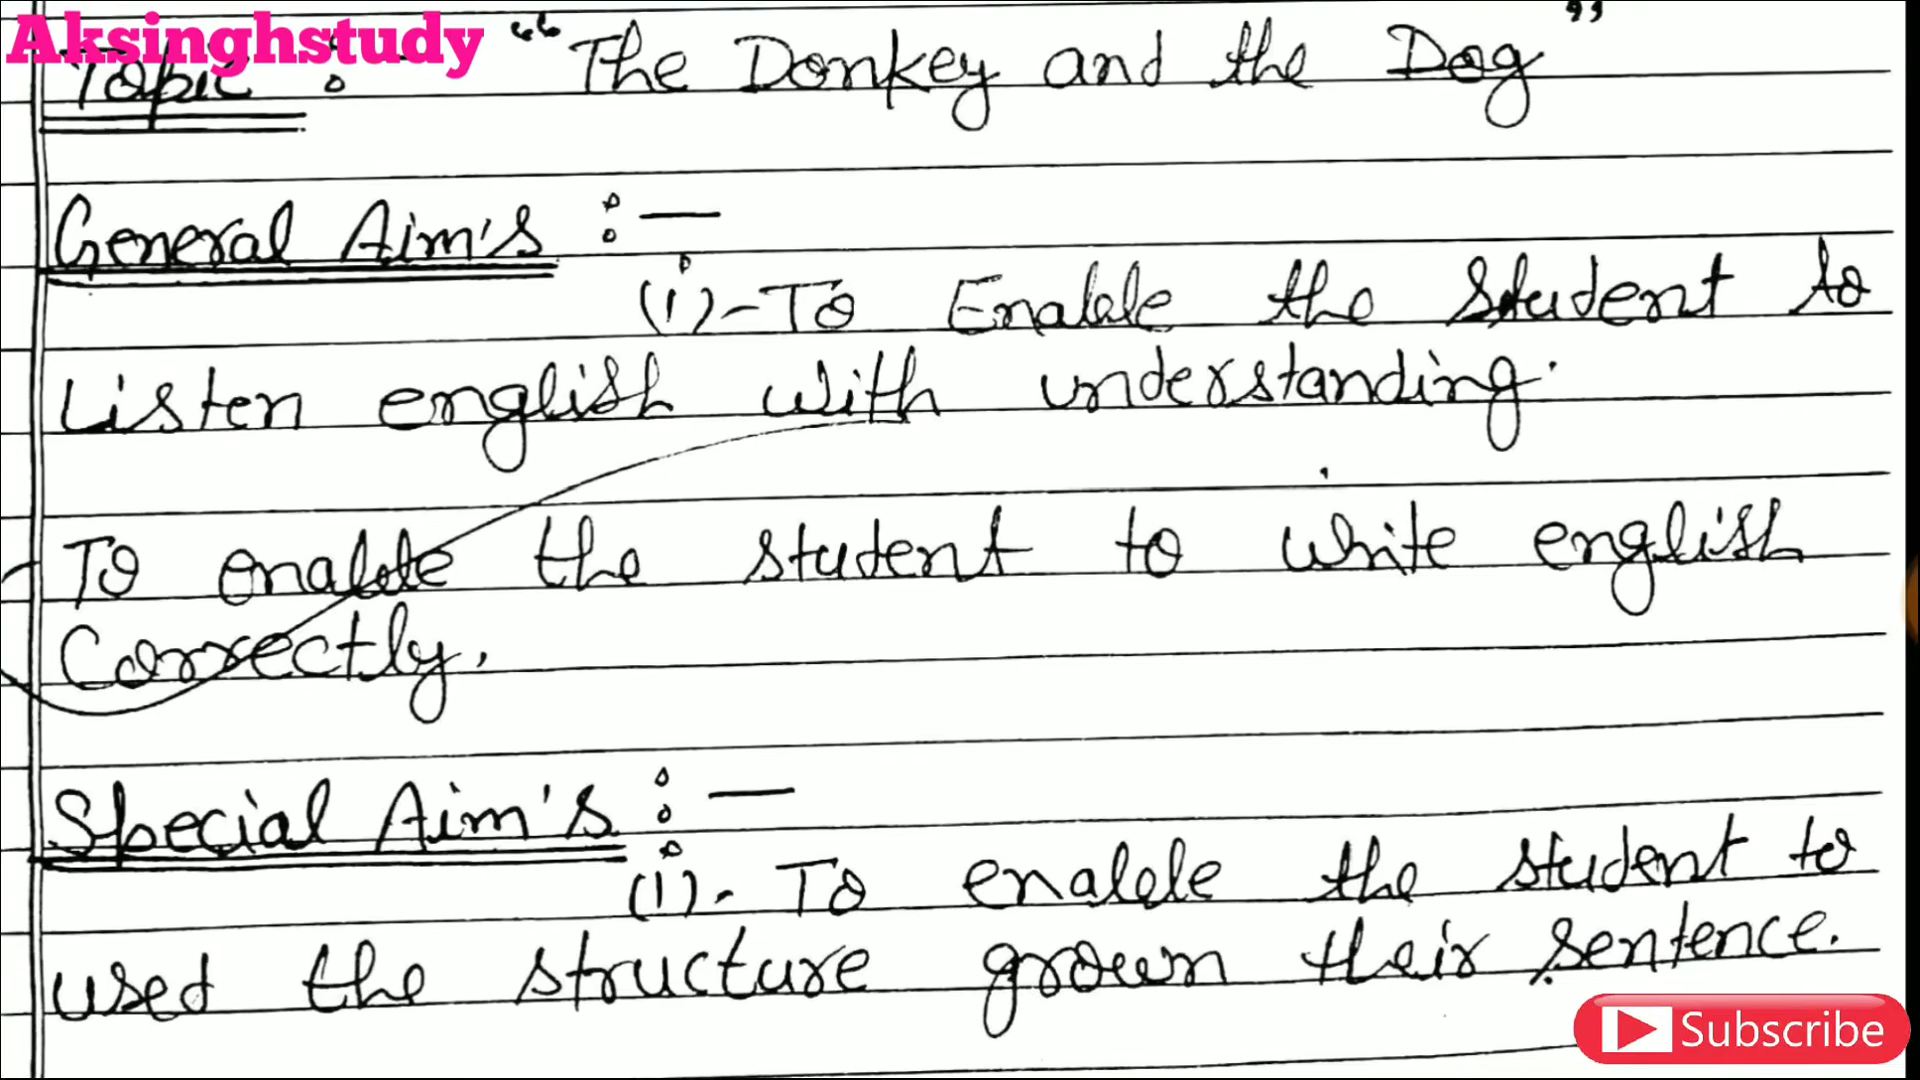 Aksinghstudy
Topic :- "The Donkey and the Dog"
General Aim's :-
(i)-To Enable the Student to
Listen english with understanding.
To enable the student to write english
Correctly.
Special Aim's :-
(i)- To enable the student to
used the structure grown their sentence.
Subscribe